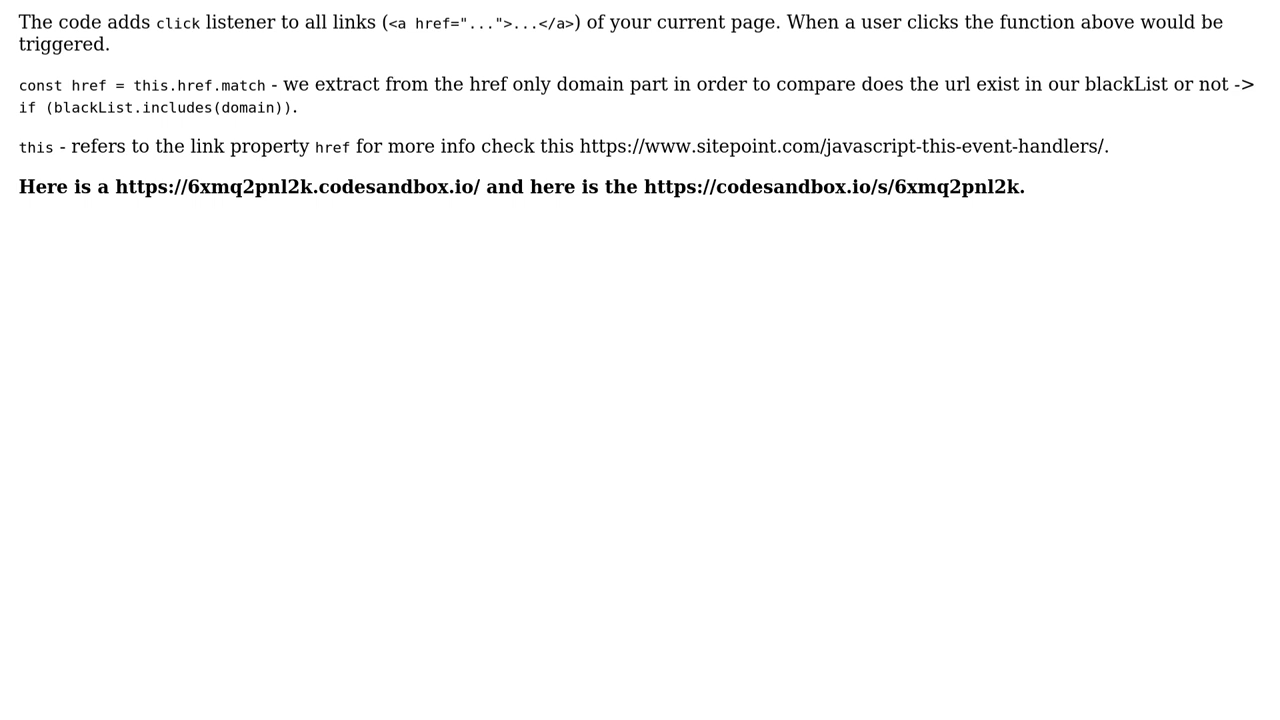 The code adds click listener to all links (<a href="...">...</a>) of your current page. When a user clicks the function above would be
triggered.
const href = this.href.match - we extract from the href only domain part in order to compare does the url exist in our blackList or not ->
if (blackList.includes(domain)).
this - refers to the link property href for more info check this https://www.sitepoint.com/javascript-this-event-handlers/.
Here is a https://6xmq2pnl2k.codesandbox.io/ and here is the https://codesandbox.io/s/6xmq2pnl2k.